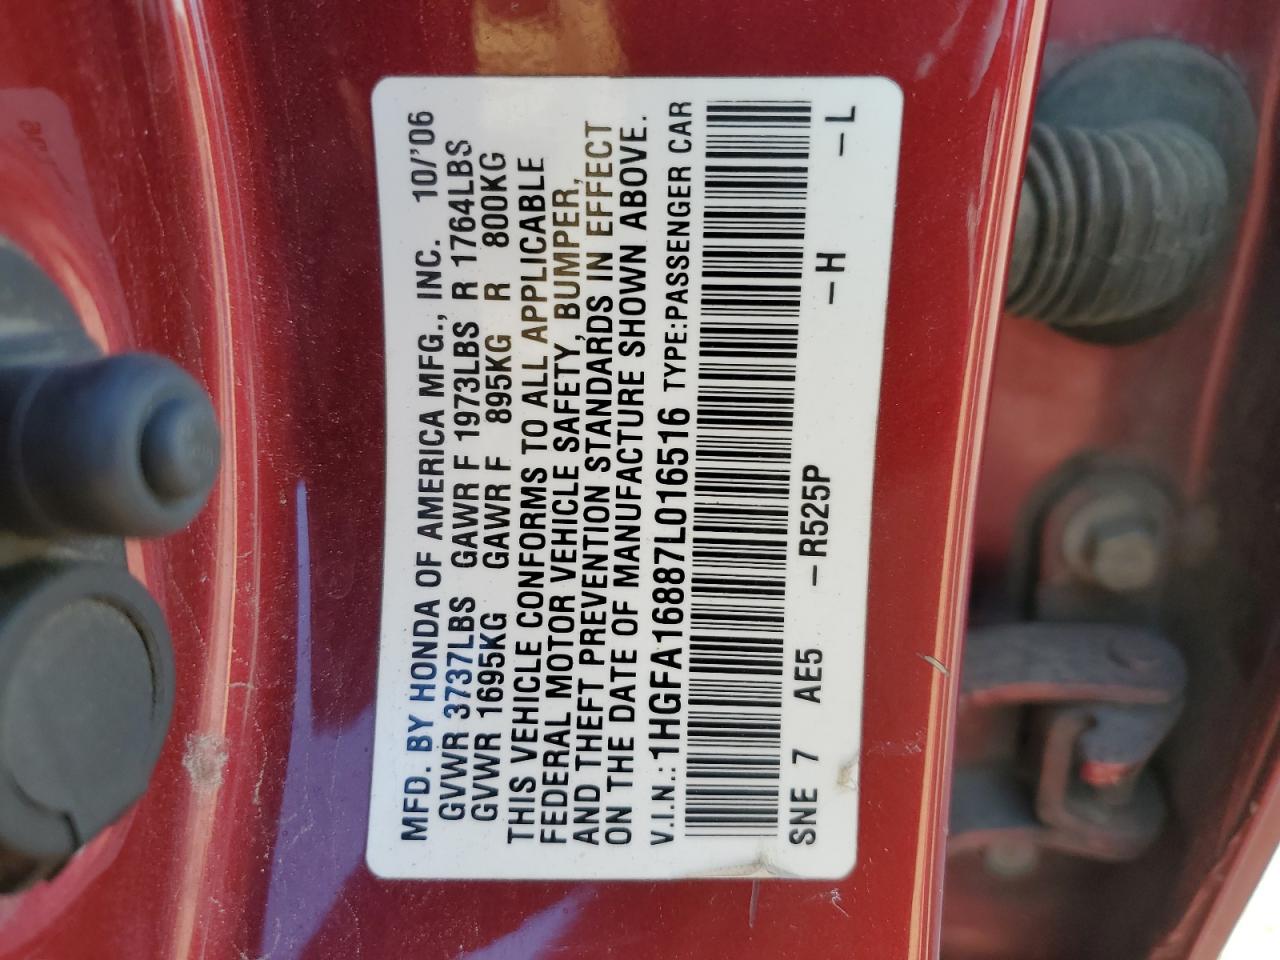 MFD. BY HONDA OF AMERICA MFG., INC. 10/'06
GVWR 3737LBS GAWR F 1973LBS R 1764LBS
GVWR 1695KG GAWR F 895KG R 800KG
THIS VEHICLE CONFORMS TO ALL APPLICABLE
FEDERAL MOTOR VEHICLE SAFETY, BUMPER,
AND THEFT PREVENTION STANDARDS IN EFFECT
ON THE DATE OF MANUFACTURE SHOWN ABOVE.
V.I.N.: 1HGFA16887L016516 TYPE:PASSENGER CAR
SNE 7 AE5 -R525P -H -L